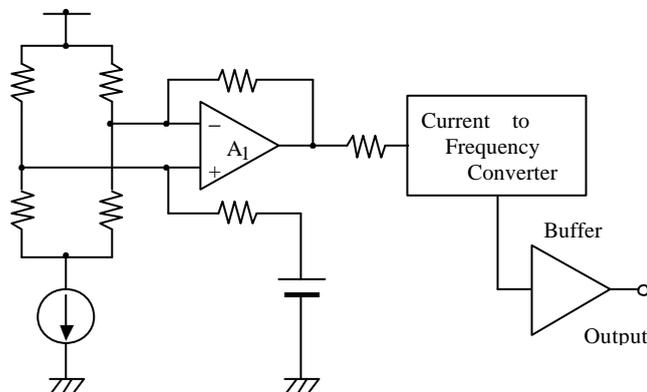 −
A1
+
Current to
Frequency
Converter
Buffer
Output